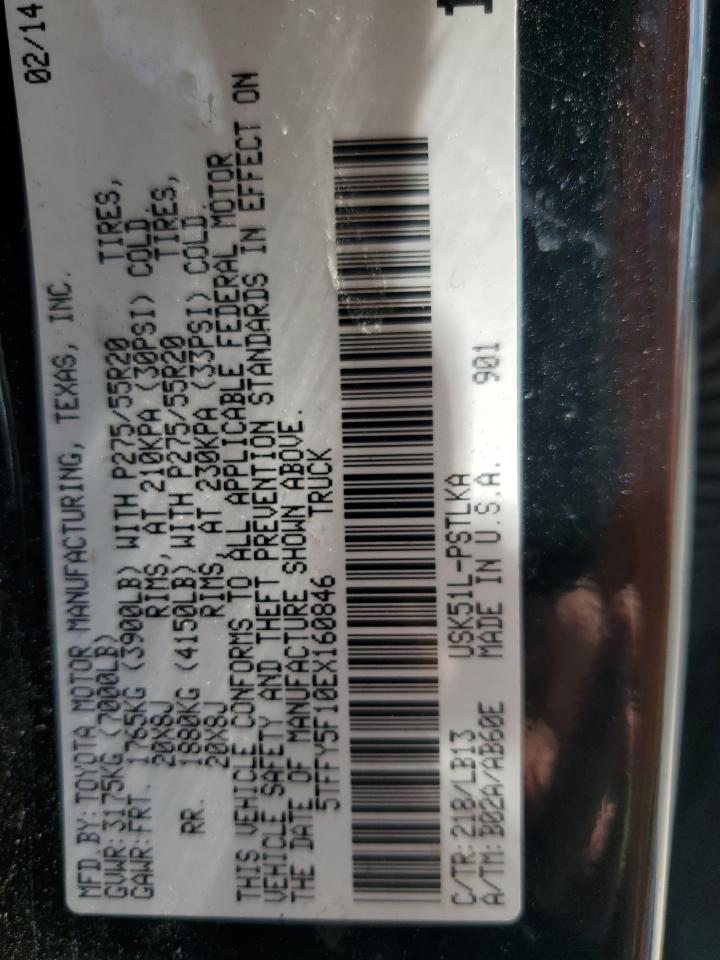 MFD.BY:TOYOTA MOTOR MANUFACTURING, TEXAS, INC. 02/14
GVWR:3175KG (7000LB)
GAWR:FRT. 1765KG (3900LB) WITH P275/55R20 TIRES,
20X8J RIMS, AT 210KPA (30PSI) COLD
RR. 1880KG (4150LB) WITH P275/55R20 TIRES,
20X8J RIMS, AT 230KPA (33PSI) COLD
THIS VEHICLE CONFORMS TO ALL APPLICABLE FEDERAL MOTOR
VEHICLE SAFETY AND THEFT PREVENTION STANDARDS IN EFFECT ON
THE DATE OF MANUFACTURE SHOWN ABOVE.
5TFFY5F10EX160846 TRUCK
C/TR:218/LB13 USK51L-PSTLKA
A/TM:B02A/AB60E MADE IN U.S.A. 901